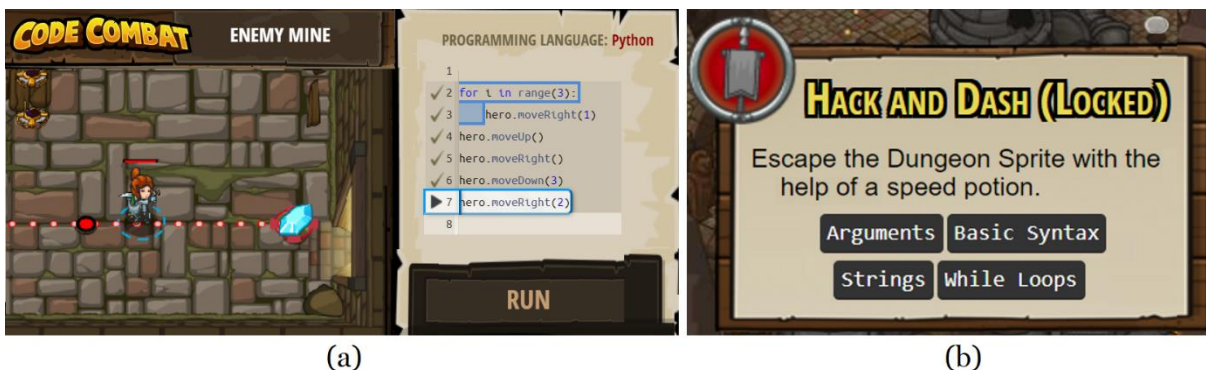 CODE COMBAT
ENEMY MINE
PROGRAMMING LANGUAGE: Python
1
2 for i in range(3):
3 hero.moveRight(1)
4 hero.moveUp()
5 hero.moveRight()
6 hero.moveDown(3)
7 hero.moveRight(2)
8
RUN
(a)
HACK AND DASH (LOCKED)
Escape the Dungeon Sprite with the
help of a speed potion.
Arguments Basic Syntax
Strings While Loops
(b)